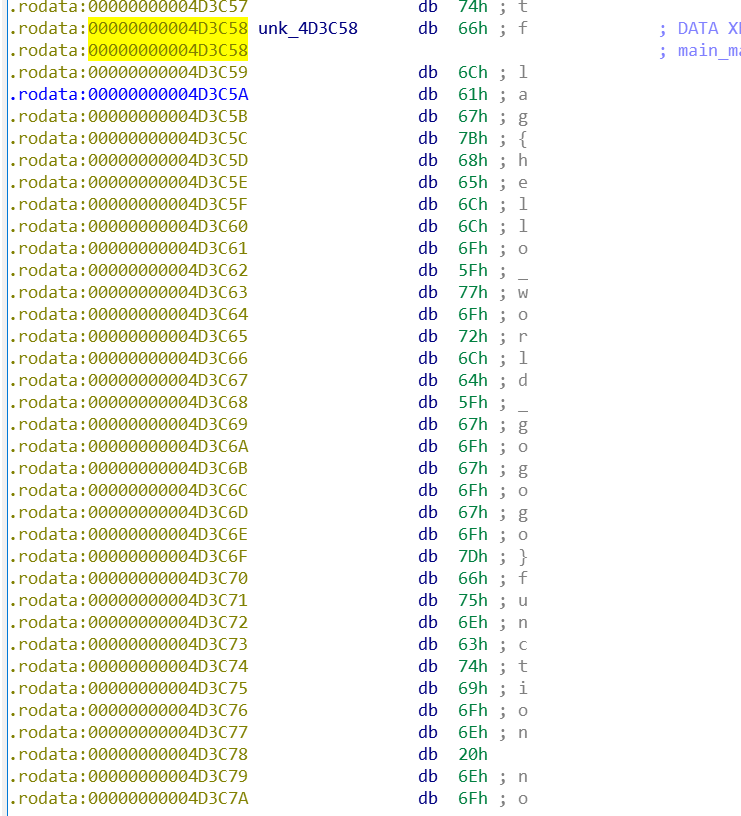 .rodata:00000000004D3C57 db 74h ; t
.rodata:00000000004D3C58 unk_4D3C58 db 66h ; f ; DATA XR
.rodata:00000000004D3C58 ; main_ma
.rodata:00000000004D3C59 db 6Ch ; l
.rodata:00000000004D3C5A db 61h ; a
.rodata:00000000004D3C5B db 67h ; g
.rodata:00000000004D3C5C db 7Bh ; {
.rodata:00000000004D3C5D db 68h ; h
.rodata:00000000004D3C5E db 65h ; e
.rodata:00000000004D3C5F db 6Ch ; l
.rodata:00000000004D3C60 db 6Ch ; l
.rodata:00000000004D3C61 db 6Fh ; o
.rodata:00000000004D3C62 db 5Fh ; _
.rodata:00000000004D3C63 db 77h ; w
.rodata:00000000004D3C64 db 6Fh ; o
.rodata:00000000004D3C65 db 72h ; r
.rodata:00000000004D3C66 db 6Ch ; l
.rodata:00000000004D3C67 db 64h ; d
.rodata:00000000004D3C68 db 5Fh ; _
.rodata:00000000004D3C69 db 67h ; g
.rodata:00000000004D3C6A db 6Fh ; o
.rodata:00000000004D3C6B db 67h ; g
.rodata:00000000004D3C6C db 6Fh ; o
.rodata:00000000004D3C6D db 67h ; g
.rodata:00000000004D3C6E db 6Fh ; o
.rodata:00000000004D3C6F db 7Dh ; }
.rodata:00000000004D3C70 db 66h ; f
.rodata:00000000004D3C71 db 75h ; u
.rodata:00000000004D3C72 db 6Eh ; n
.rodata:00000000004D3C73 db 63h ; c
.rodata:00000000004D3C74 db 74h ; t
.rodata:00000000004D3C75 db 69h ; i
.rodata:00000000004D3C76 db 6Fh ; o
.rodata:00000000004D3C77 db 6Eh ; n
.rodata:00000000004D3C78 db 20h
.rodata:00000000004D3C79 db 6Eh ; n
.rodata:00000000004D3C7A db 6Fh ; o